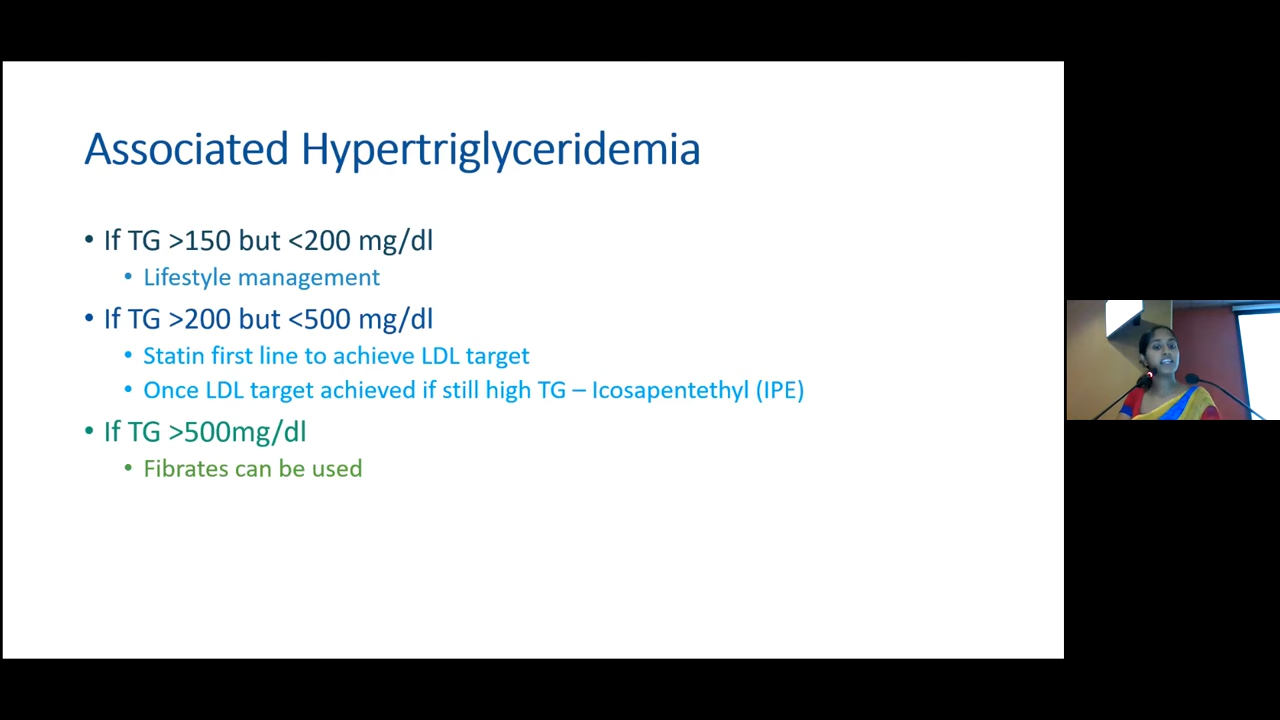 Associated Hypertriglyceridemia
• If TG >150 but <200 mg/dl
• Lifestyle management
• If TG >200 but <500 mg/dl
• Statin first line to achieve LDL target
• Once LDL target achieved if still high TG – Icosapentethyl (IPE)
• If TG >500mg/dl
• Fibrates can be used